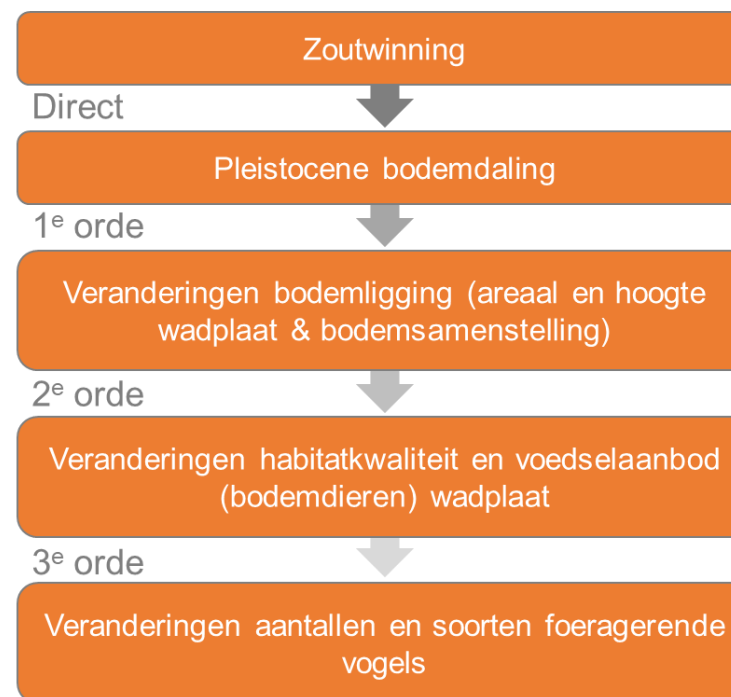 Zoutwinning
Direct
Pleistocene bodemdaling
1e orde
Veranderingen bodemligging (areaal en hoogte
wadplaat & bodemsamenstelling)
2e orde
Veranderingen habitatkwaliteit en voedselaanbod
(bodemdieren) wadplaat
3e orde
Veranderingen aantallen en soorten foeragerende
vogels